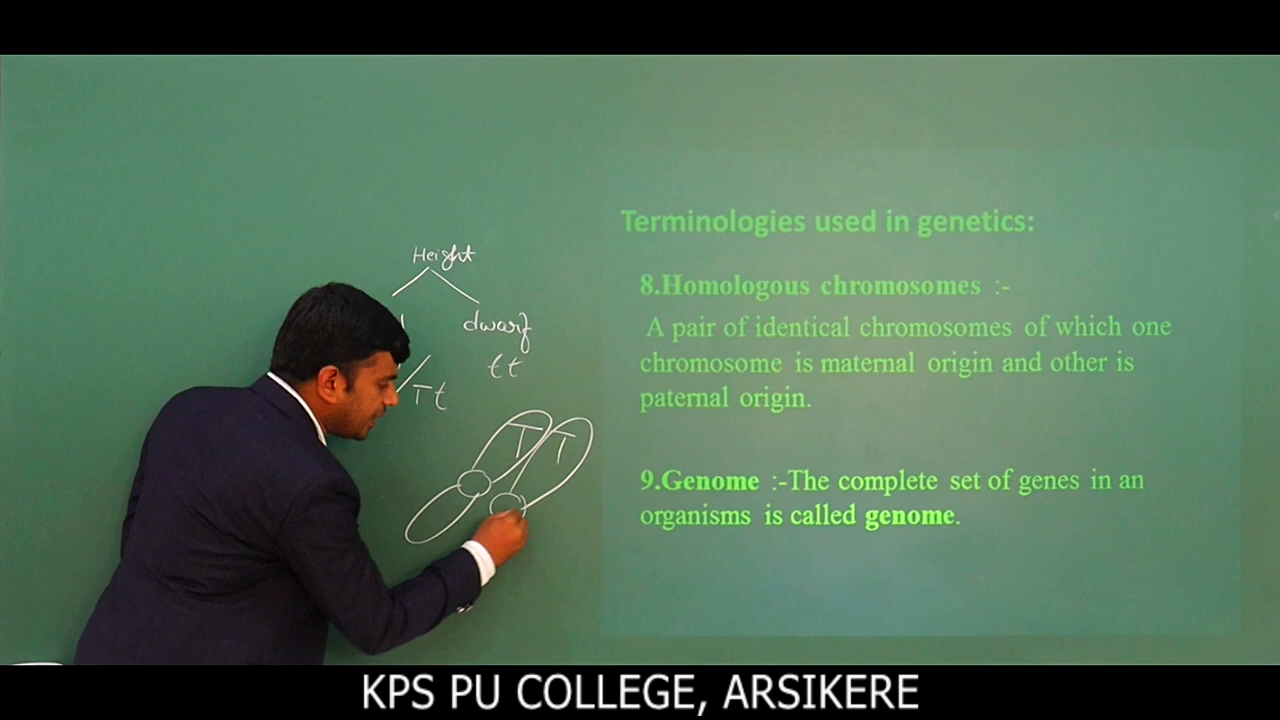 Height
dwarf
tt
Tt
T T
Terminologies used in genetics:
8.Homologous chromosomes :-
A pair of identical chromosomes of which one
chromosome is maternal origin and other is
paternal origin.
9.Genome :-The complete set of genes in an
organisms is called genome.
KPS PU COLLEGE, ARSIKERE